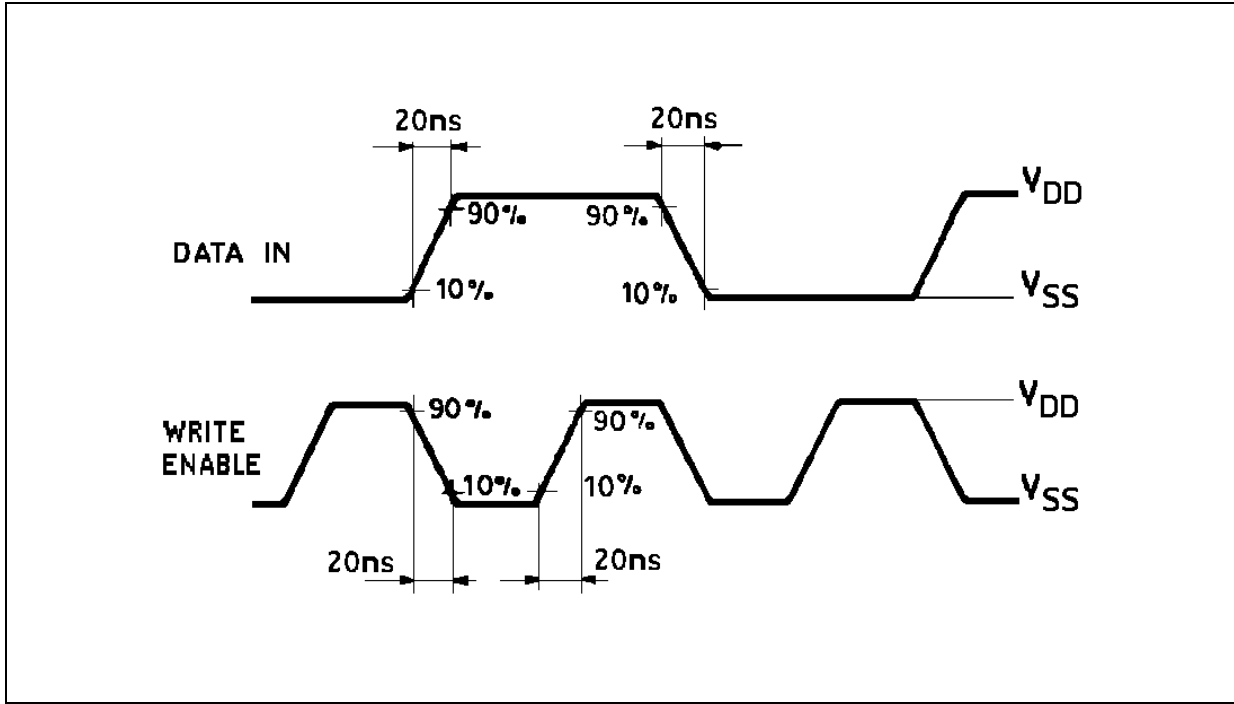 20ns 20ns
VDD
90% 90%
DATA IN
10% 10%
VSS
VDD
90% 90%
WRITE
ENABLE
10% 10%
VSS
20ns 20ns